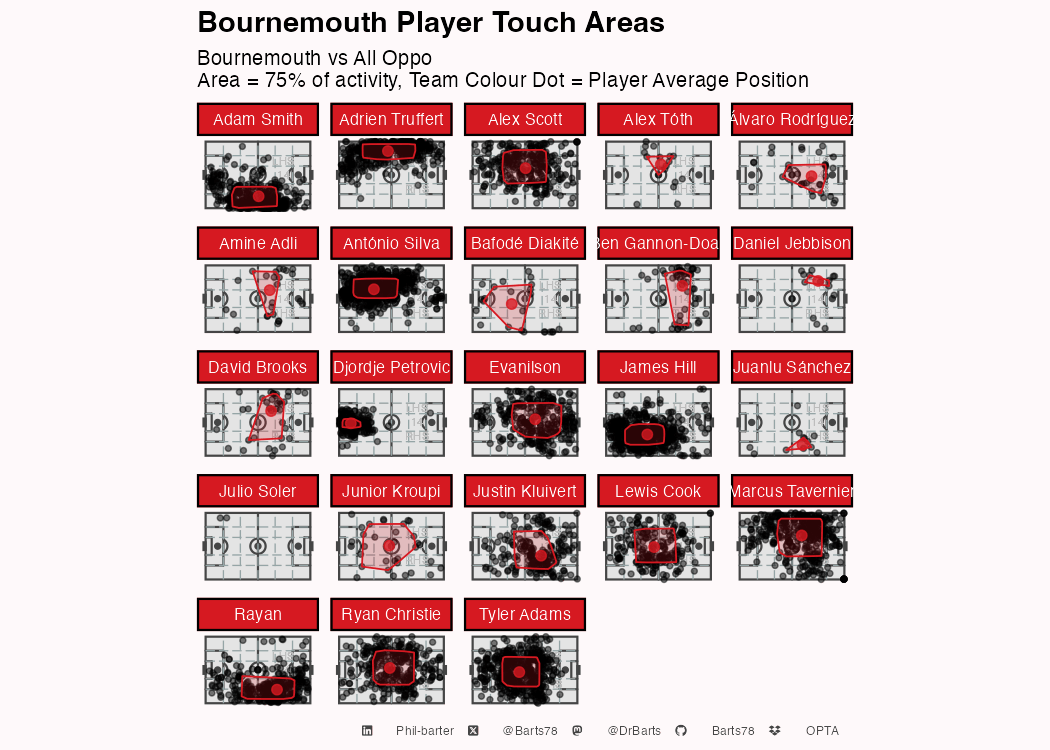 Bournemouth Player Touch Areas
Bournemouth vs All Oppo
Area = 75% of activity, Team Colour Dot = Player Average Position
Adam Smith
Adrien Truffert
Alex Scott
Alex Tóth
Álvaro Rodríguez
Amine Adli
António Silva
Bafodé Diakité
Ben Gannon-Doa
Daniel Jebbison
David Brooks
Djordje Petrovic
Evanilson
James Hill
Juanlu Sánchez
Julio Soler
Junior Kroupi
Justin Kluivert
Lewis Cook
Marcus Tavernier
Rayan
Ryan Christie
Tyler Adams
Phil-barter @Barts78 @DrBarts Barts78 OPTA